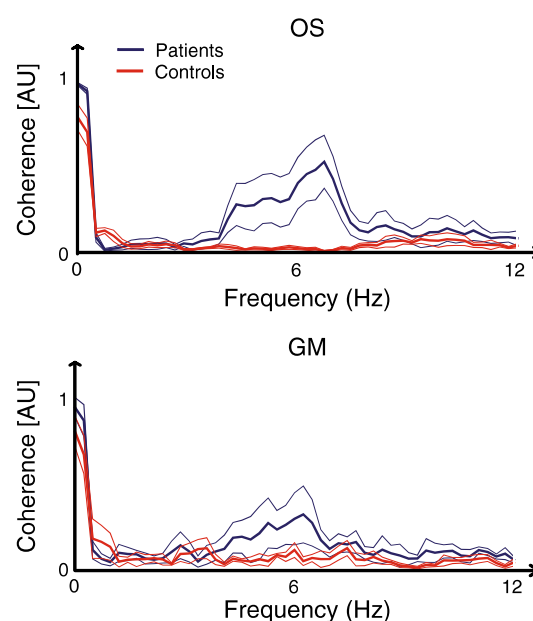 OS
Patients
Controls
1
Coherence [AU]
0
0
6
12
Frequency (Hz)
GM
1
Coherence [AU]
0
0
6
12
Frequency (Hz)